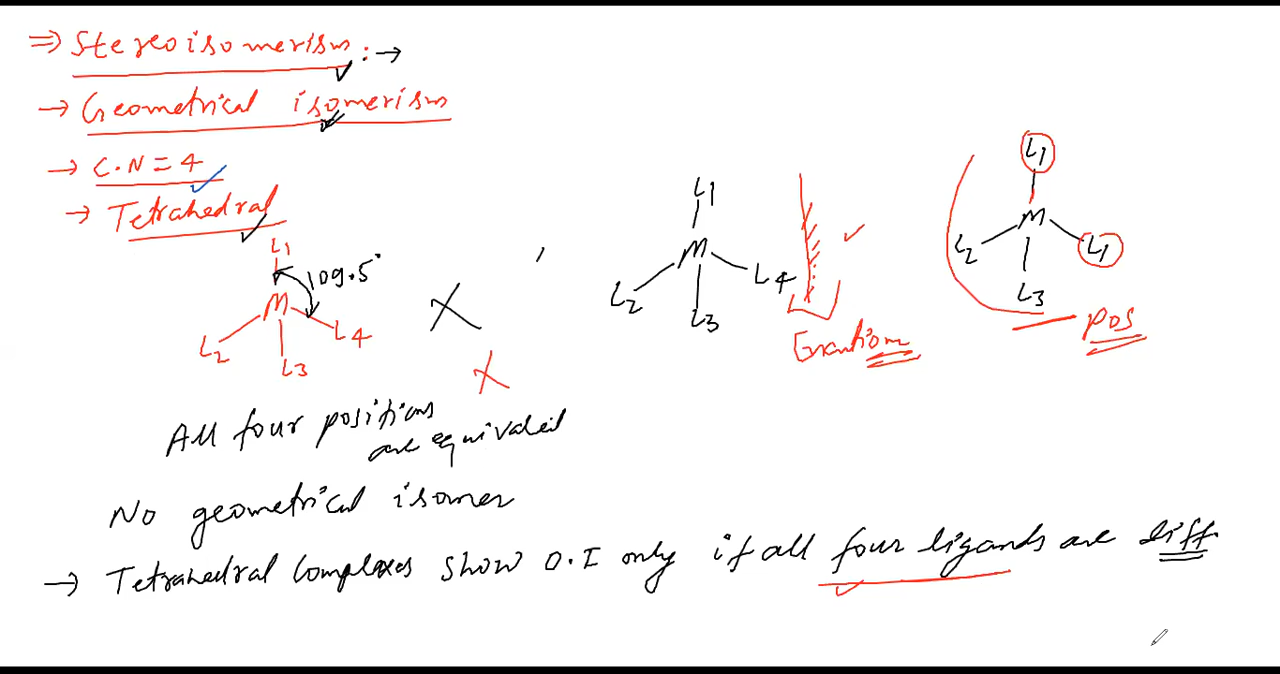 ⇒ Stereoisomerism :→
→ Geometrical isomerism
→ C.N = 4
→ Tetrahedral
L1
M
109.5°
L2
L3
L4
,
L1
M
L2
L3
L4
L1
M
L2
L1
L3
POS
All four positions
are equivalent
No geometrical isomer
→ Tetrahedral Complexes show O.I only if all four ligands are diff.